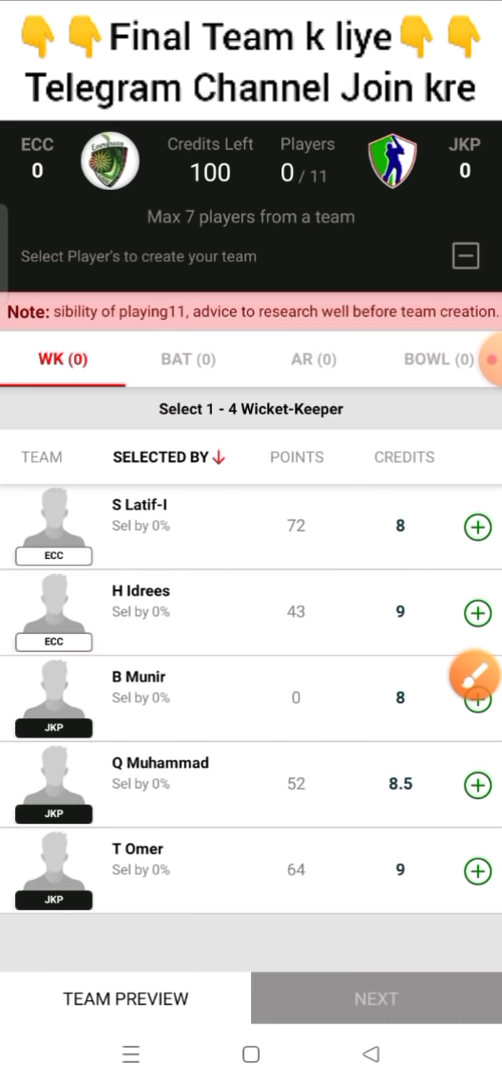 👇👇Final Team k liye👇👇
Telegram Channel Join kre
ECC Credits Left Players JKP
0 100 0 / 11 0
Max 7 players from a team
Select Player's to create your team
Note: sibility of playing11, advice to research well before team creation.
WK (0) BAT (0) AR (0) BOWL (0)
Select 1 - 4 Wicket-Keeper
TEAM SELECTED BY↓ POINTS CREDITS
S Latif-I
Sel by 0% 72 8
ECC
H Idrees
Sel by 0% 43 9
ECC
B Munir
Sel by 0% 0 8
JKP
Q Muhammad
Sel by 0% 52 8.5
JKP
T Omer
Sel by 0% 64 9
JKP
TEAM PREVIEW NEXT